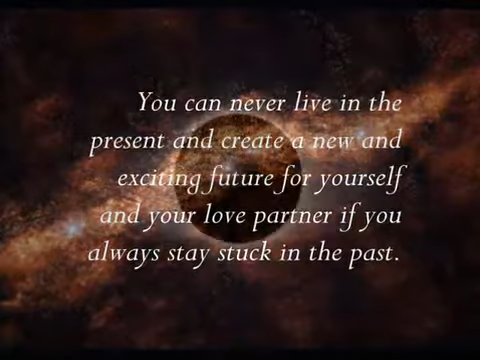 You can never live in the
present and create a new and
exciting future for yourself
and your love partner if you
always stay stuck in the past.